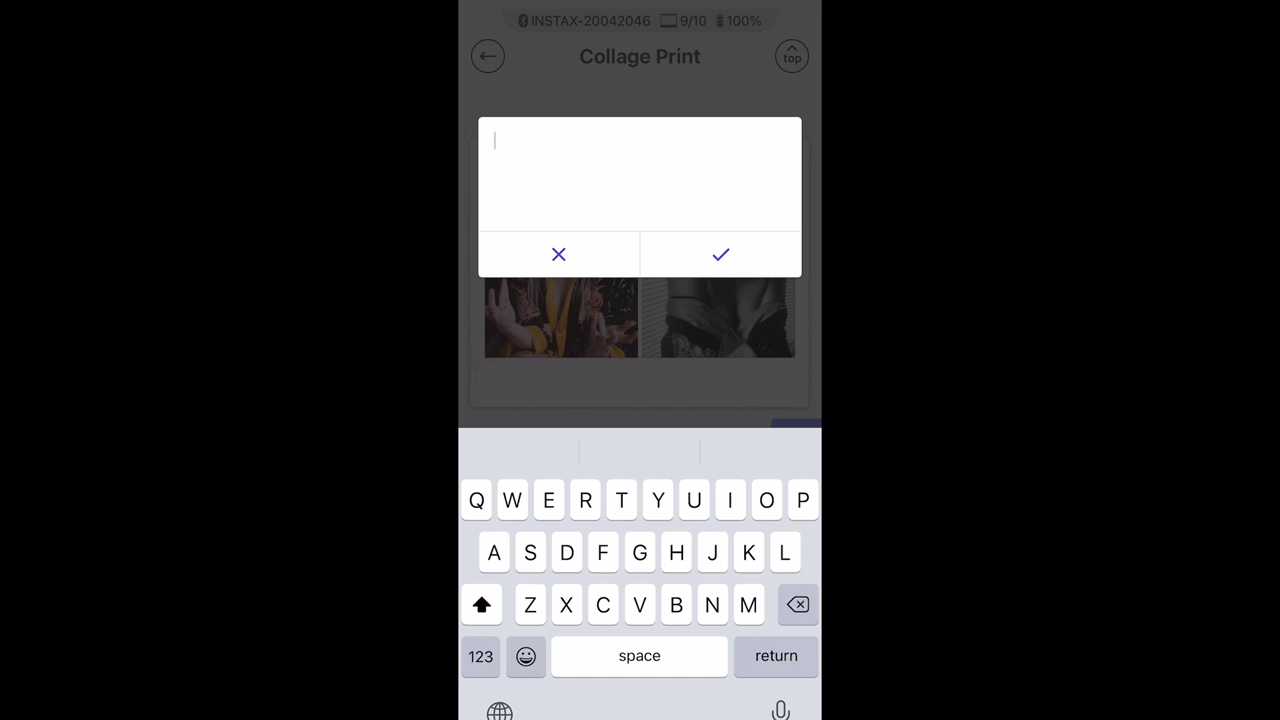 INSTAX-20042046 9/10 100%
Collage Print
top
Q W E R T Y U I O P
A S D F G H J K L
Z X C V B N M
123 space return